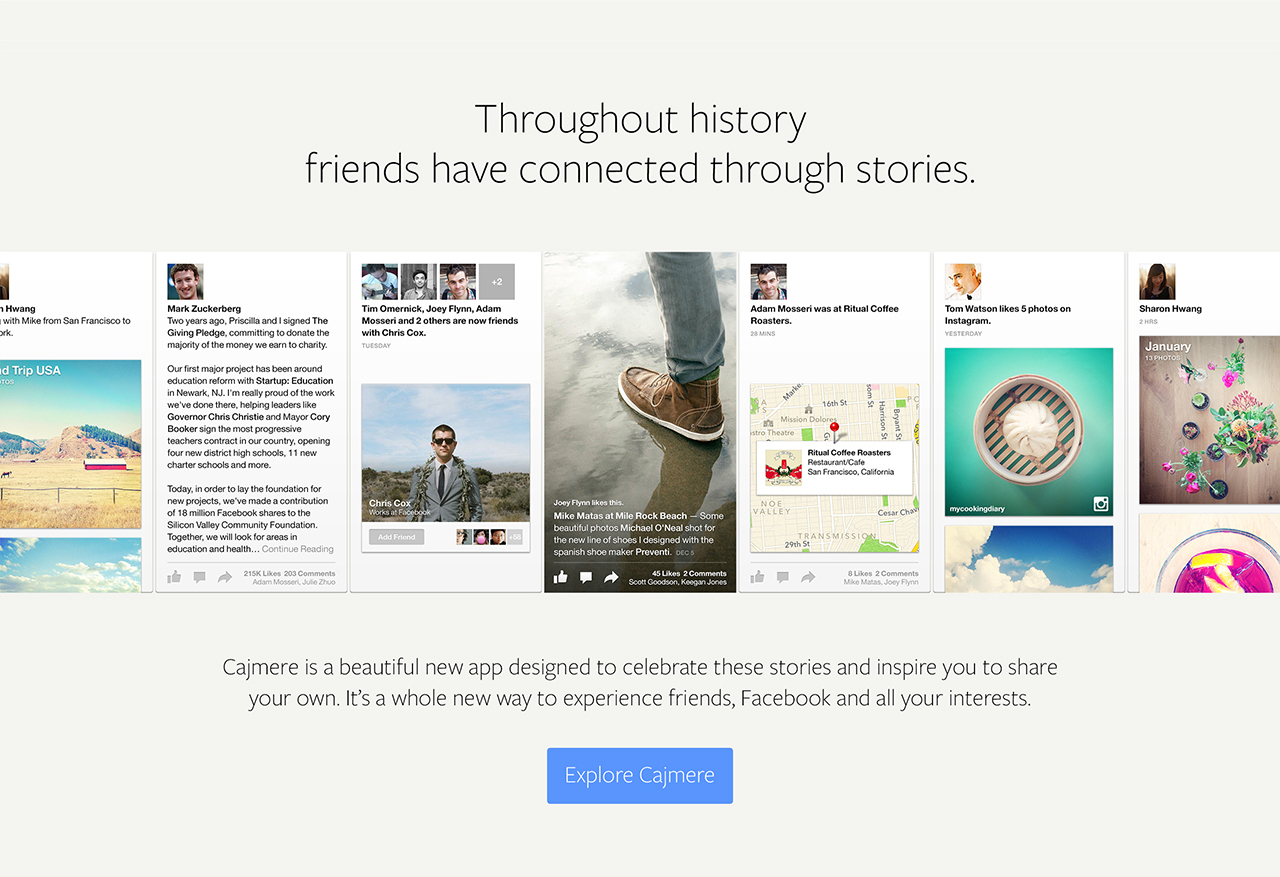 Throughout history
friends have connected through stories.
Hwang
with Mike from San Francisco to
rk.
d Trip USA
OTOS
Mark Zuckerberg
Two years ago, Priscilla and I signed The
Giving Pledge, committing to donate the
majority of the money we earn to charity.
Our first major project has been around
education reform with Startup: Education
in Newark, NJ. I'm really proud of the work
we've done there, helping leaders like
Governor Chris Christie and Mayor Cory
Booker sign the most progressive
teachers contract in our country, opening
four new district high schools, 11 new
charter schools and more.
Today, in order to lay the foundation for
new projects, we've made a contribution
of 18 million Facebook shares to the
Silicon Valley Community Foundation.
Together, we will look for areas in
education and health… Continue Reading
215K Likes 203 Comments
Adam Mosseri, Julie Zhuo
+2
Tim Omernick, Joey Flynn, Adam
Mosseri and 2 others are now friends
with Chris Cox.
TUESDAY
Chris Cox
Works at Facebook
Add Friend
+58
Joey Flynn likes this.
Mike Matas at Mile Rock Beach — Some
beautiful photos Michael O'Neal shot for
the new line of shoes I designed with the
spanish shoe maker Preventi. DEC 5
45 Likes 2 Comments
Scott Goodson, Keegan Jones
Adam Mosseri was at Ritual Coffee
Roasters.
28 MINS
Marke
16th St
som St
Harrison St
Bryant St
Mission Dolores
stro Theatre
Ritual Coffee Roasters
Restaurant/Cafe
San Francisco, California
NOE
VALLEY
Cesar Chav
TRANSMISSION
29th St
8 Likes 2 Comments
Mike Matas, Joey Flynn
Tom Watson likes 5 photos on
Instagram.
YESTERDAY
mycookingdiary
Sharon Hwang
2 HRS
January
13 PHOTOS
Cajmere is a beautiful new app designed to celebrate these stories and inspire you to share
your own. It's a whole new way to experience friends, Facebook and all your interests.
Explore Cajmere